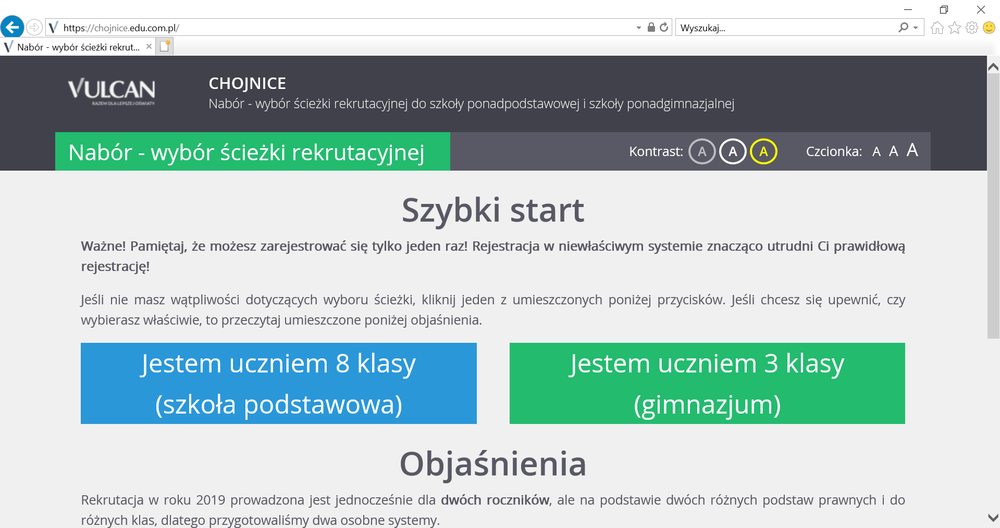 https://chojnice.edu.com.pl/
Wyszukaj...
Nabór - wybór ścieżki rekrut...
VULCAN
RAZEM DLA LEPSZEJ OŚWIATY
CHOJNICE
Nabór - wybór ścieżki rekrutacyjnej do szkoły ponadpodstawowej i szkoły ponadgimnazjalnej
Nabór - wybór ścieżki rekrutacyjnej
Kontrast: A A A Czcionka: A A A
Szybki start
Ważne! Pamiętaj, że możesz zarejestrować się tylko jeden raz! Rejestracja w niewłaściwym systemie znacząco utrudni Ci prawidłową
rejestrację!
Jeśli nie masz wątpliwości dotyczących wyboru ścieżki, kliknij jeden z umieszczonych poniżej przycisków. Jeśli chcesz się upewnić, czy
wybierasz właściwie, to przeczytaj umieszczone poniżej objaśnienia.
Jestem uczniem 8 klasy
(szkoła podstawowa)
Jestem uczniem 3 klasy
(gimnazjum)
Objaśnienia
Rekrutacja w roku 2019 prowadzona jest jednocześnie dla dwóch roczników, ale na podstawie dwóch różnych podstaw prawnych i do
różnych klas, dlatego przygotowaliśmy dwa osobne systemy.